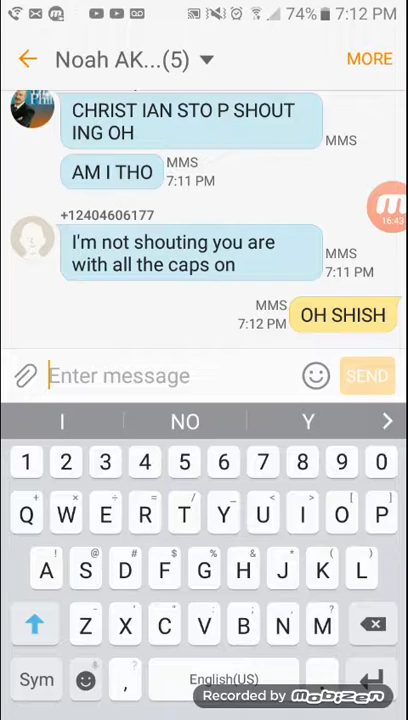 74% 7:12 PM
Noah AK...(5)
MORE
Phil
CHRIST IAN STO P SHOUT
ING OH
MMS
AM I THO
MMS
7:11 PM
+12404606177
I'm not shouting you are
with all the caps on
MMS
7:11 PM
16:43
MMS
7:12 PM
OH SHISH
Enter message
SEND
I NO Y >
1 2 3 4 5 6 7 8 9 0
Q W E R T Y U I O P
A S D F G H J K L
Z X C V B N M
Sym , English(US) .
Recorded by mobizen